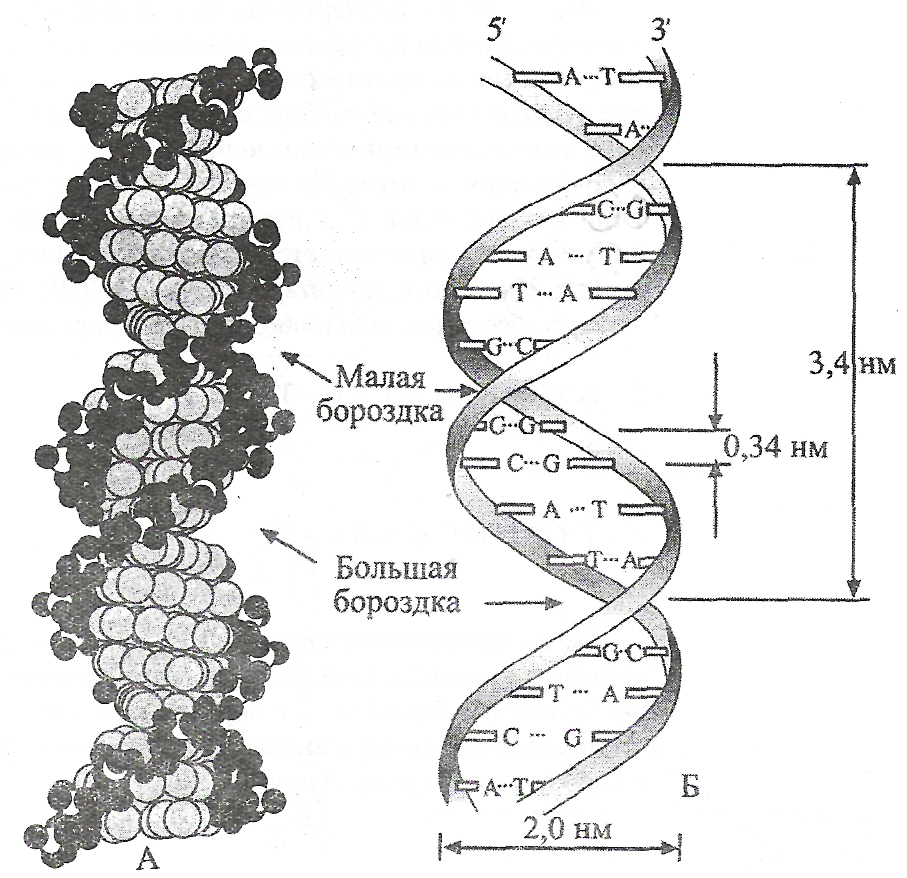 5' 3'
A···T
A··
C··G
A ···T
T ··A
G··C
Малая
бороздка
3,4 нм
C··G
0,34 нм
C···G
A ···T
T···A
Большая
бороздка
G·C
T ··A
C ··· G
A··T
Б
2,0 нм
А